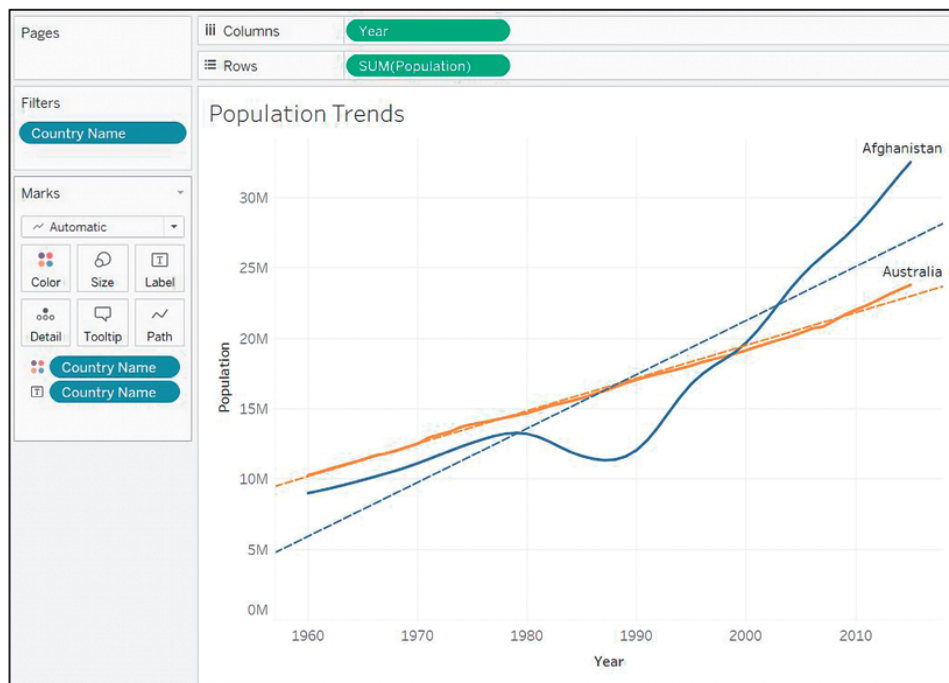 Pages
Columns
Year
Rows
SUM(Population)
Filters
Country Name
Marks
Automatic
Color
Size
Label
Detail
Tooltip
Path
Country Name
Country Name
Population Trends
Afghanistan
Australia
30M
25M
20M
15M
10M
5M
0M
Population
1960
1970
1980
1990
2000
2010
Year